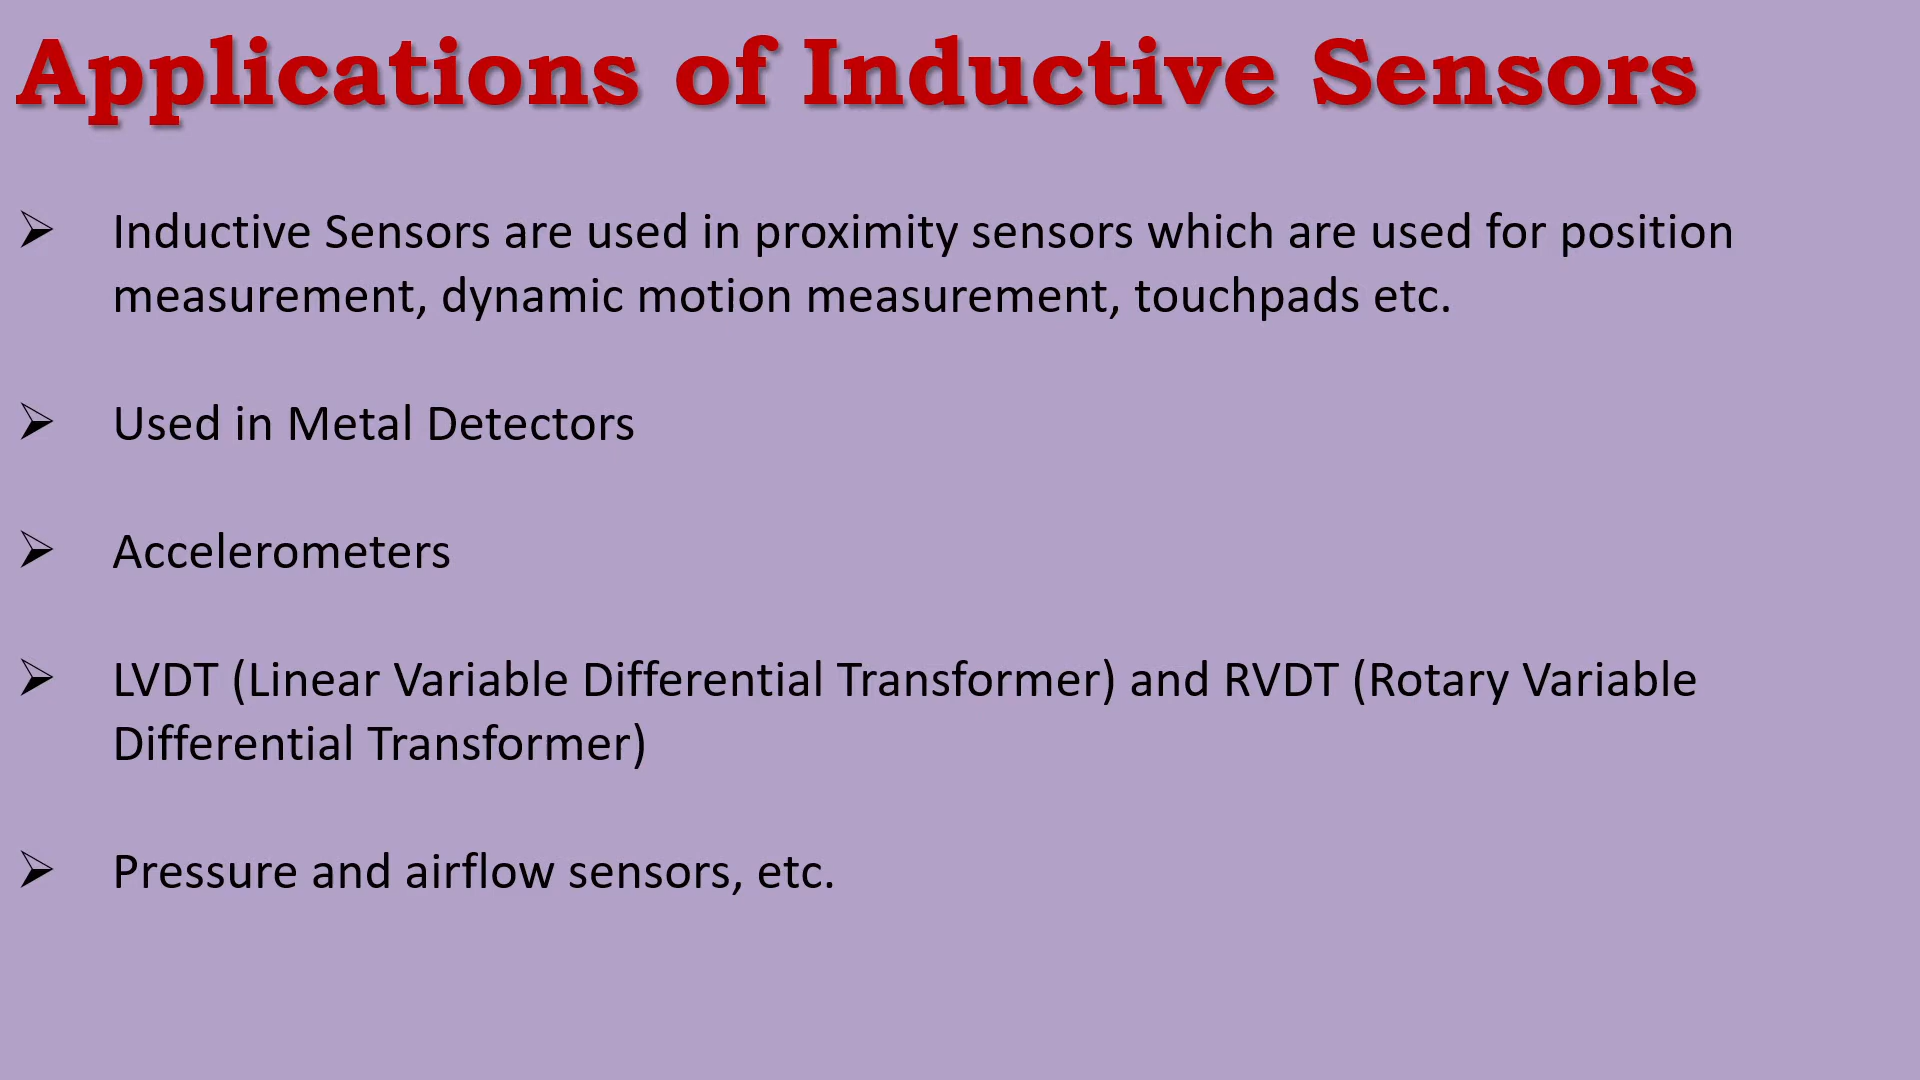 Applications of Inductive Sensors
➢ Inductive Sensors are used in proximity sensors which are used for position
measurement, dynamic motion measurement, touchpads etc.
➢ Used in Metal Detectors
➢ Accelerometers
➢ LVDT (Linear Variable Differential Transformer) and RVDT (Rotary Variable
Differential Transformer)
➢ Pressure and airflow sensors, etc.